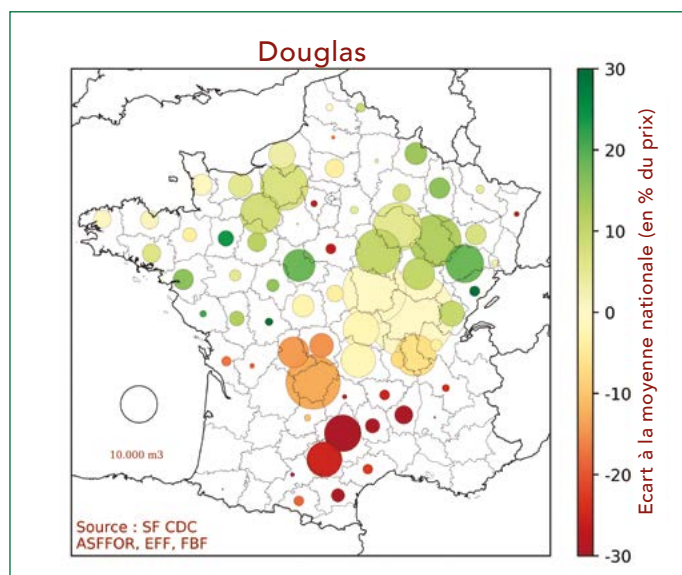 Douglas
30
20
10
0
-10
-20
-30
Ecart à la moyenne nationale (en % du prix)
10.000 m3
Source : SF CDC
ASFFOR, EFF, FBF